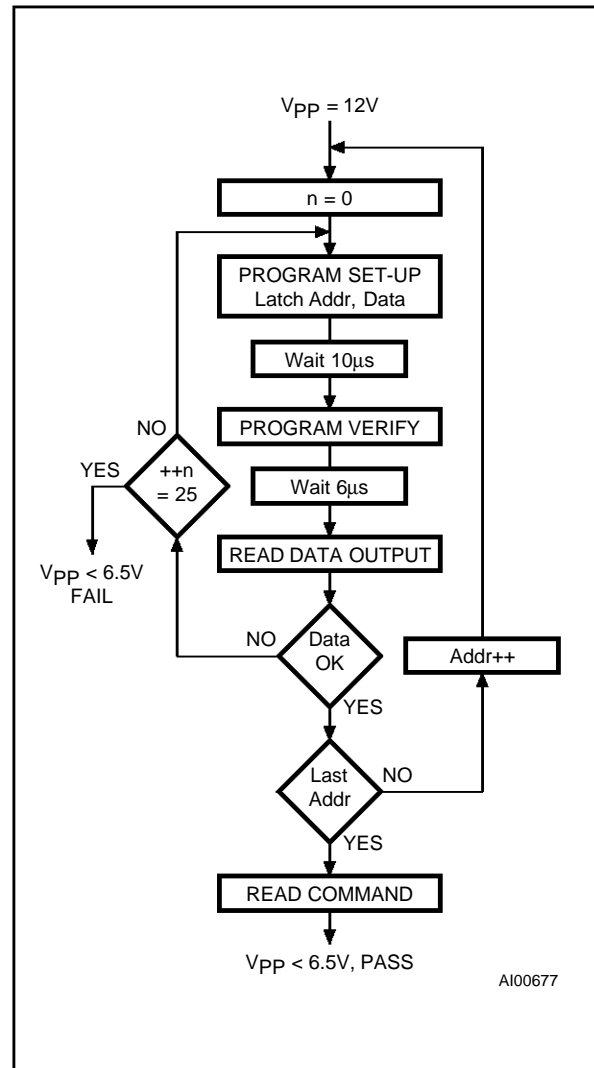 VPP = 12V
n = 0
PROGRAM SET-UP
Latch Addr, Data
Wait 10µs
NO
PROGRAM VERIFY
YES
++n
= 25
Wait 6µs
READ DATA OUTPUT
VPP < 6.5V
FAIL
NO
Data
OK
Addr++
YES
Last
Addr
NO
YES
READ COMMAND
VPP < 6.5V, PASS
AI00677